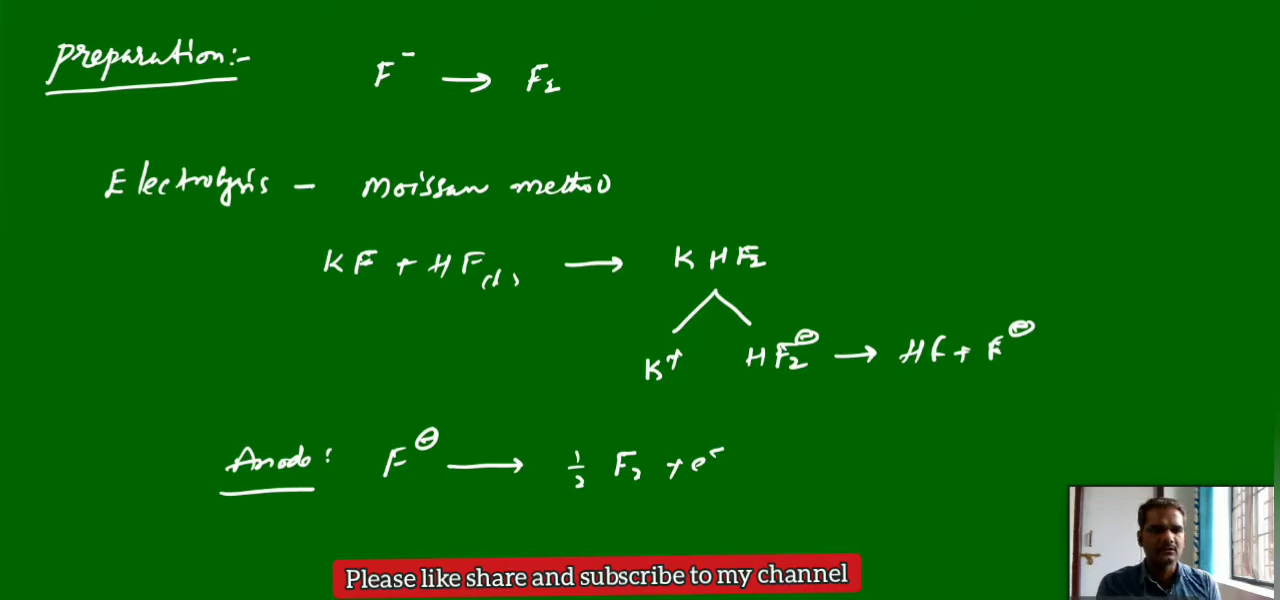 Preparation:-
F⁻ → F₂
Electrolysis - Moissan method
KF + HF(l) → KHF₂
K⁺ HF₂⊖ → HF + F⊖
Anode: F⊖ → 1/2 F₂ + e⁻
Please like share and subscribe to my channel